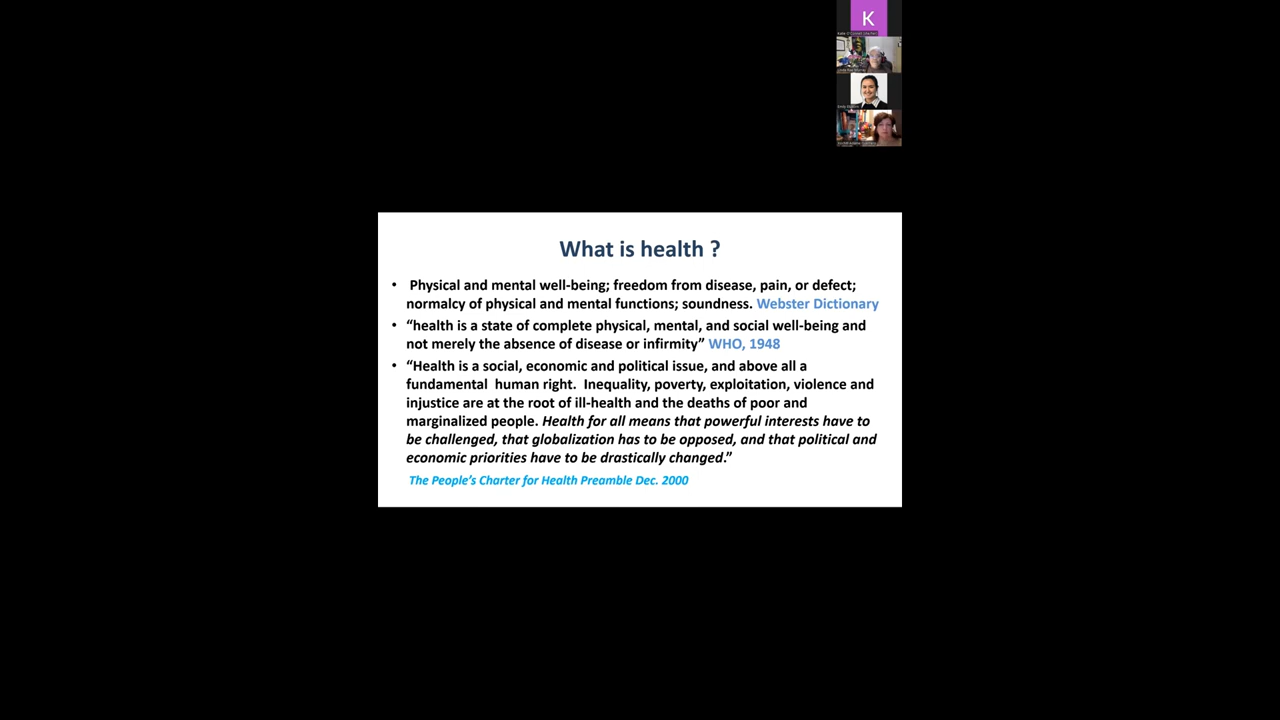 K
What is health ?
• Physical and mental well-being; freedom from disease, pain, or defect;
normalcy of physical and mental functions; soundness. Webster Dictionary
• “health is a state of complete physical, mental, and social well-being and
not merely the absence of disease or infirmity” WHO, 1948
• “Health is a social, economic and political issue, and above all a
fundamental human right. Inequality, poverty, exploitation, violence and
injustice are at the root of ill-health and the deaths of poor and
marginalized people. Health for all means that powerful interests have to
be challenged, that globalization has to be opposed, and that political and
economic priorities have to be drastically changed.”
The People’s Charter for Health Preamble Dec. 2000